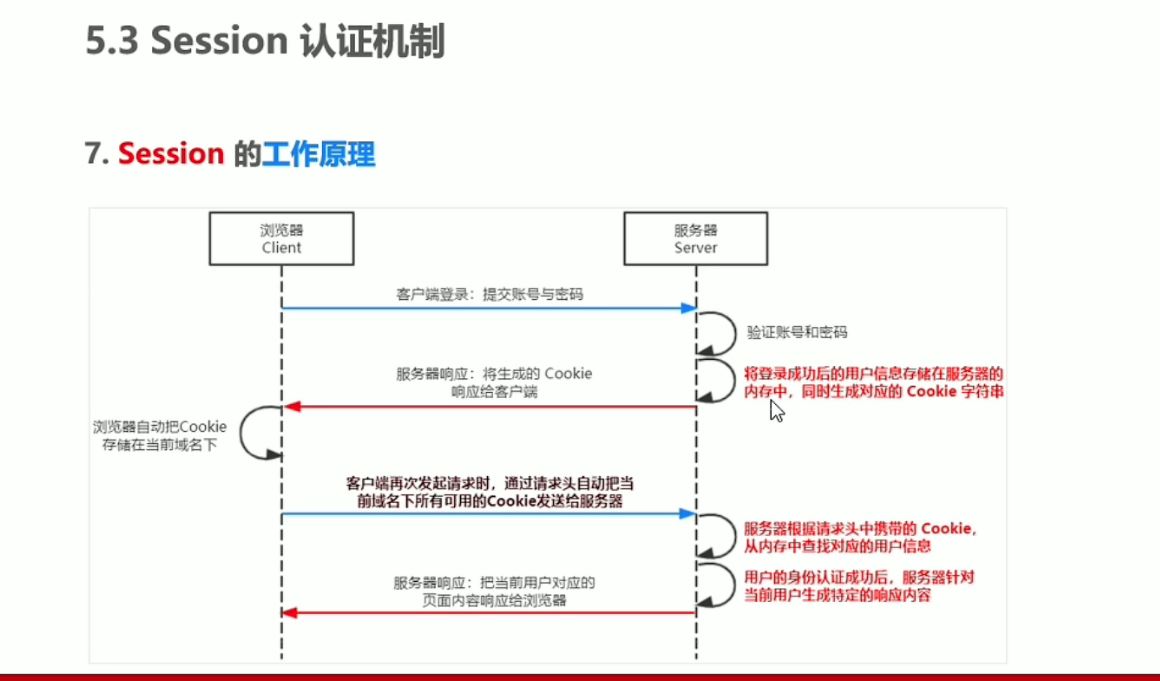 5.3 Session 认证机制
7. Session 的工作原理
浏览器
Client
服务器
Server
客户端登录：提交账号与密码
验证账号和密码
服务器响应：将生成的 Cookie
响应给客户端
将登录成功后的用户信息存储在服务器的
内存中，同时生成对应的 Cookie 字符串
浏览器自动把Cookie
存储在当前域名下
客户端再次发起请求时，通过请求头自动把当
前域名下所有可用的Cookie发送给服务器
服务器根据请求头中携带的 Cookie，
从内存中查找对应的用户信息
服务器响应：把当前用户对应的
页面内容响应给浏览器
用户的身份认证成功后，服务器针对
当前用户生成特定的响应内容